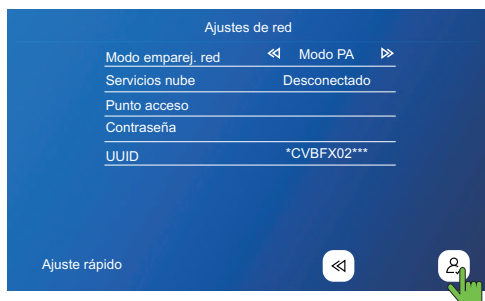 Ajustes de red
Modo emparej. red Modo PA
Servicios nube Desconectado
Punto acceso
Contraseña
UUID *CVBFX02***
Ajuste rápido